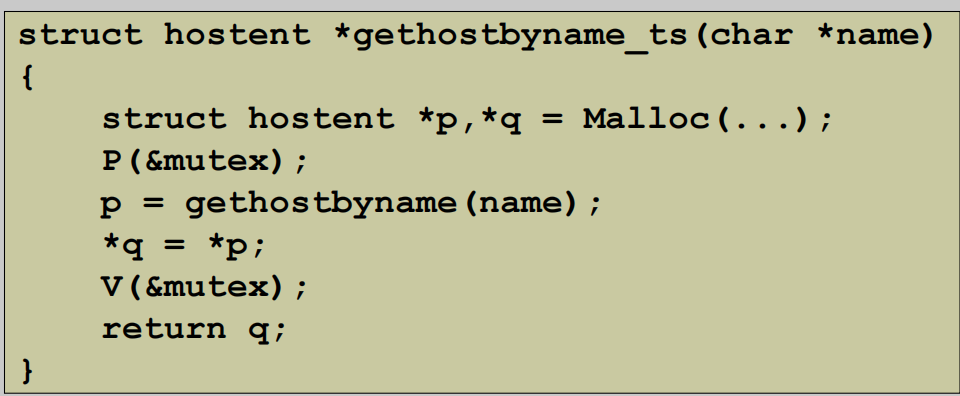 struct hostent *gethostbyname_ts(char *name)
{
    struct hostent *p,*q = Malloc(...);
    P(&mutex);
    p = gethostbyname(name);
    *q = *p;
    V(&mutex);
    return q;
}